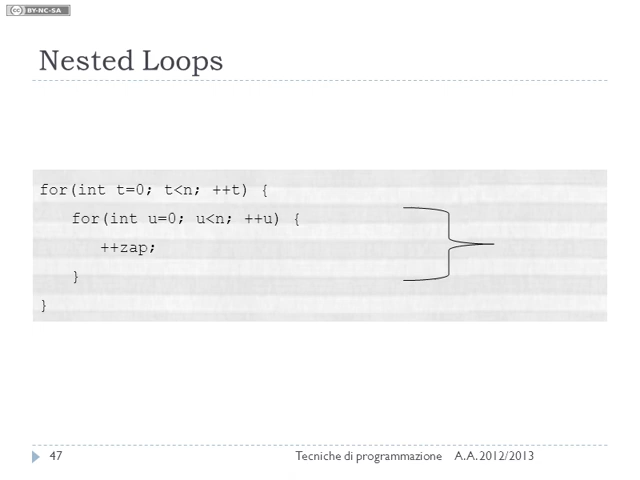 BY-NC-SA
Nested Loops
for(int t=0; t<n; ++t) {
for(int u=0; u<n; ++u) {
++zap;
}
}
47
Tecniche di programmazione A.A. 2012/2013